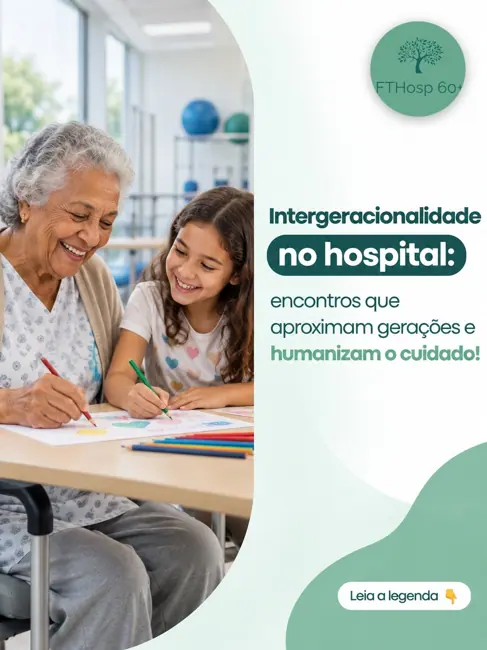 FTHosp 60+
Intergeracionalidade
no hospital:
encontros que
aproximam gerações e
humanizam o cuidado!
Leia a legenda 👇